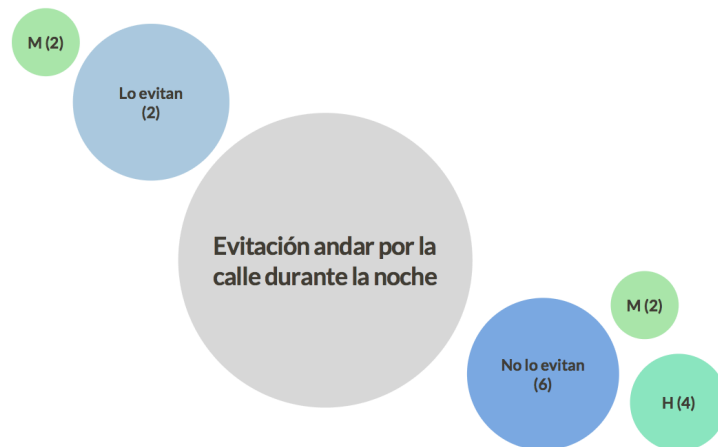 M (2)
Lo evitan
(2)
Evitación andar por la
calle durante la noche
M (2)
No lo evitan
(6)
H (4)